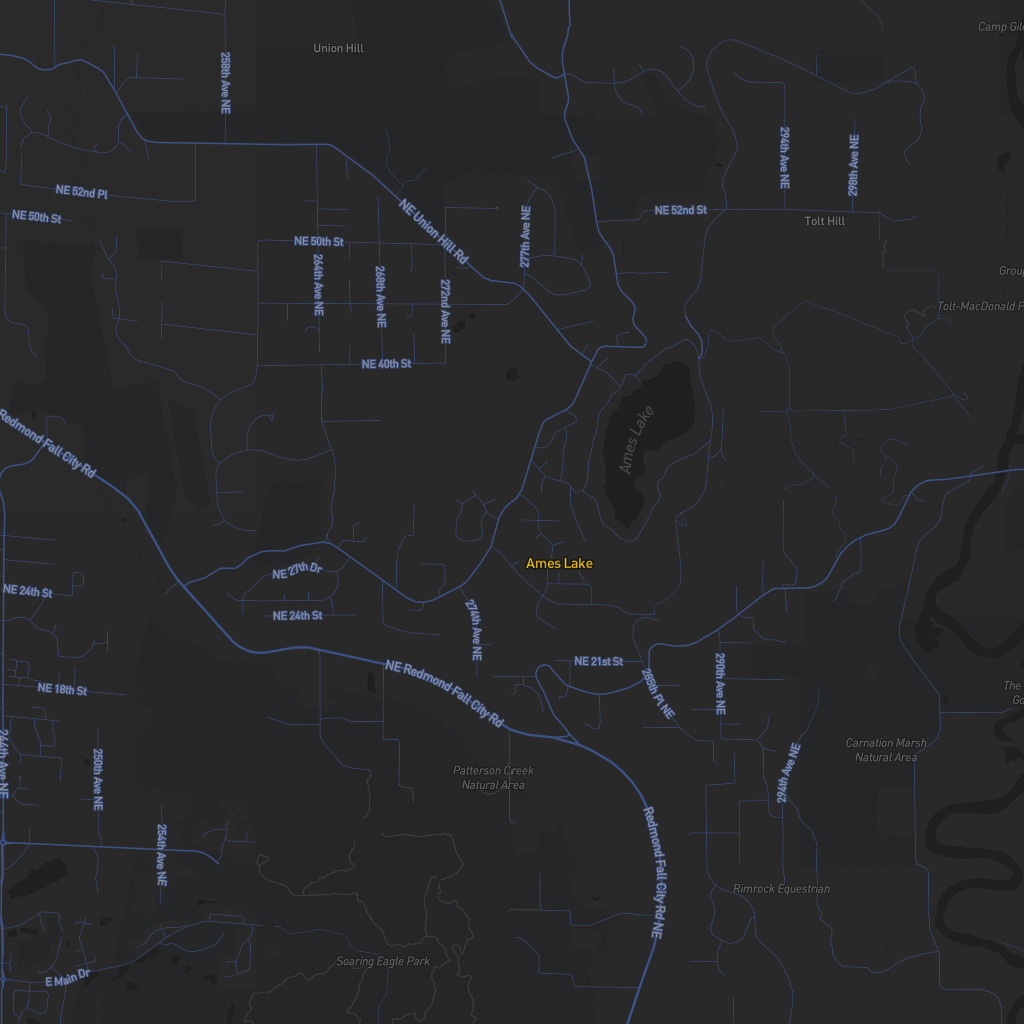 Camp Gil
Union Hill
258th Ave NE
294th Ave NE
298th Ave NE
NE 52nd Pl
NE 50th St
NE Union Hill Rd
277th Ave NE
NE 52nd St
Tolt Hill
NE 50th St
264th Ave NE
268th Ave NE
272nd Ave NE
Group
Tolt-MacDonald P
NE 40th St
Ames Lake
Redmond Fall City Rd
Ames Lake
NE 27th Dr
NE 24th St
NE 24th St
274th Ave NE
NE 21st St
285th Pl NE
290th Ave NE
NE 18th St
NE Redmond Fall City Rd
The
Go
244th Ave NE
250th Ave NE
Patterson Creek
Natural Area
294th Ave NE
Carnation Marsh
Natural Area
254th Ave NE
Redmond Fall City Rd NE
Rimrock Equestrian
Soaring Eagle Park
E Main Dr